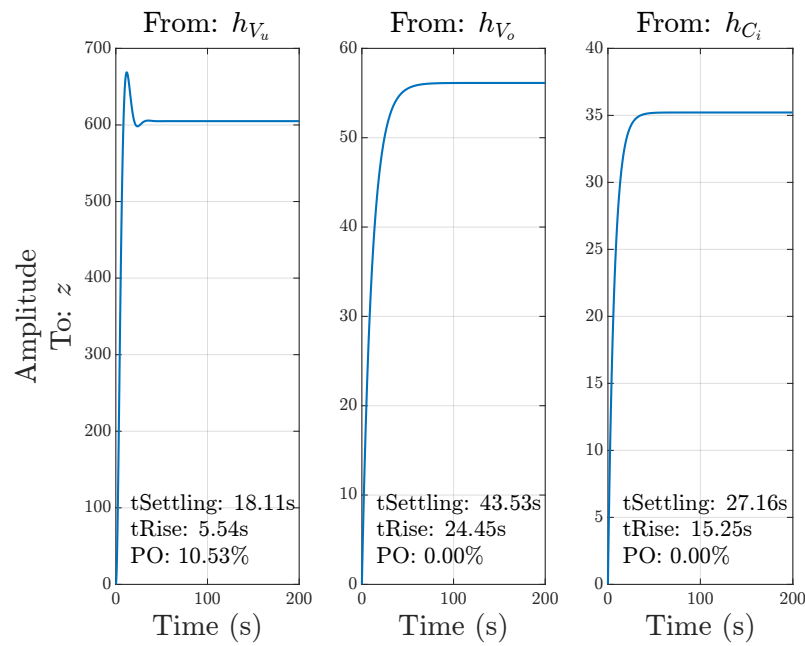 From: h_{V_u}
700
600
500
400
300
200
100
0
0
100
200
Time (s)
tSettling: 18.11s
tRise: 5.54s
PO: 10.53%
Amplitude
To: z
From: h_{V_o}
60
50
40
30
20
10
0
0
100
200
Time (s)
tSettling: 43.53s
tRise: 24.45s
PO: 0.00%
From: h_{C_i}
40
35
30
25
20
15
10
5
0
0
100
200
Time (s)
tSettling: 27.16s
tRise: 15.25s
PO: 0.00%